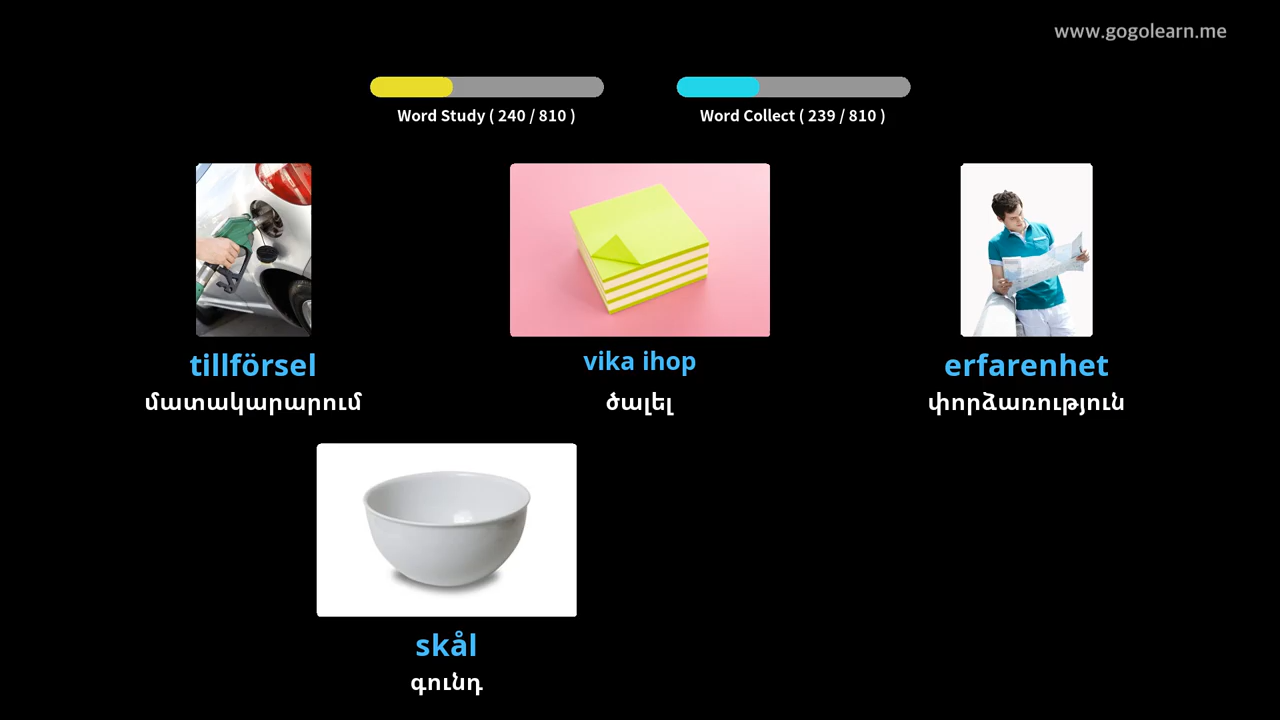 www.gogolearn.me
Word Study ( 240 / 810 )
Word Collect ( 239 / 810 )
tillförsel
մատակարարում
vika ihop
ծալել
erfarenhet
փորձառություն
skål
գունդ